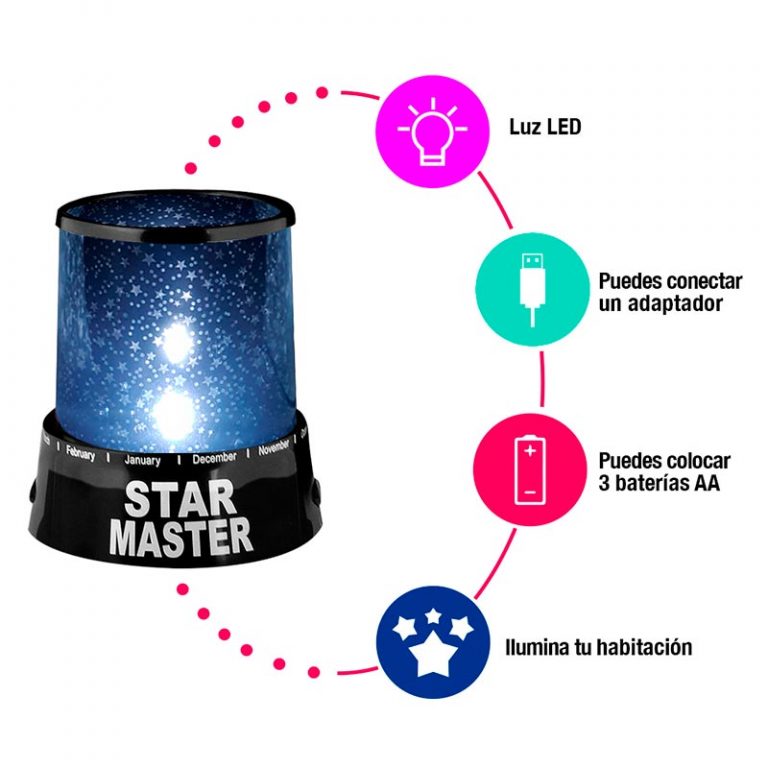 Luz LED
Puedes conectar
un adaptador
February
January
December
November
STAR
MASTER
Puedes colocar
3 baterías AA
Ilumina tu habitación